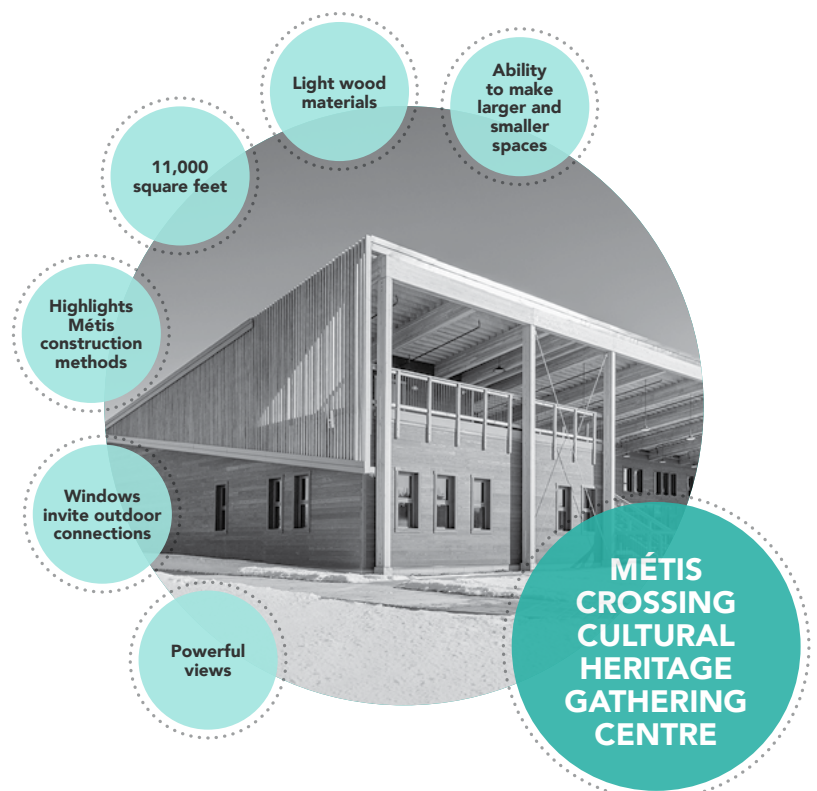 Light wood
materials
Ability
to make
larger and
smaller
spaces
11,000
square feet
Highlights
Métis
construction
methods
Windows
invite outdoor
connections
Powerful
views
MÉTIS
CROSSING
CULTURAL
HERITAGE
GATHERING
CENTRE